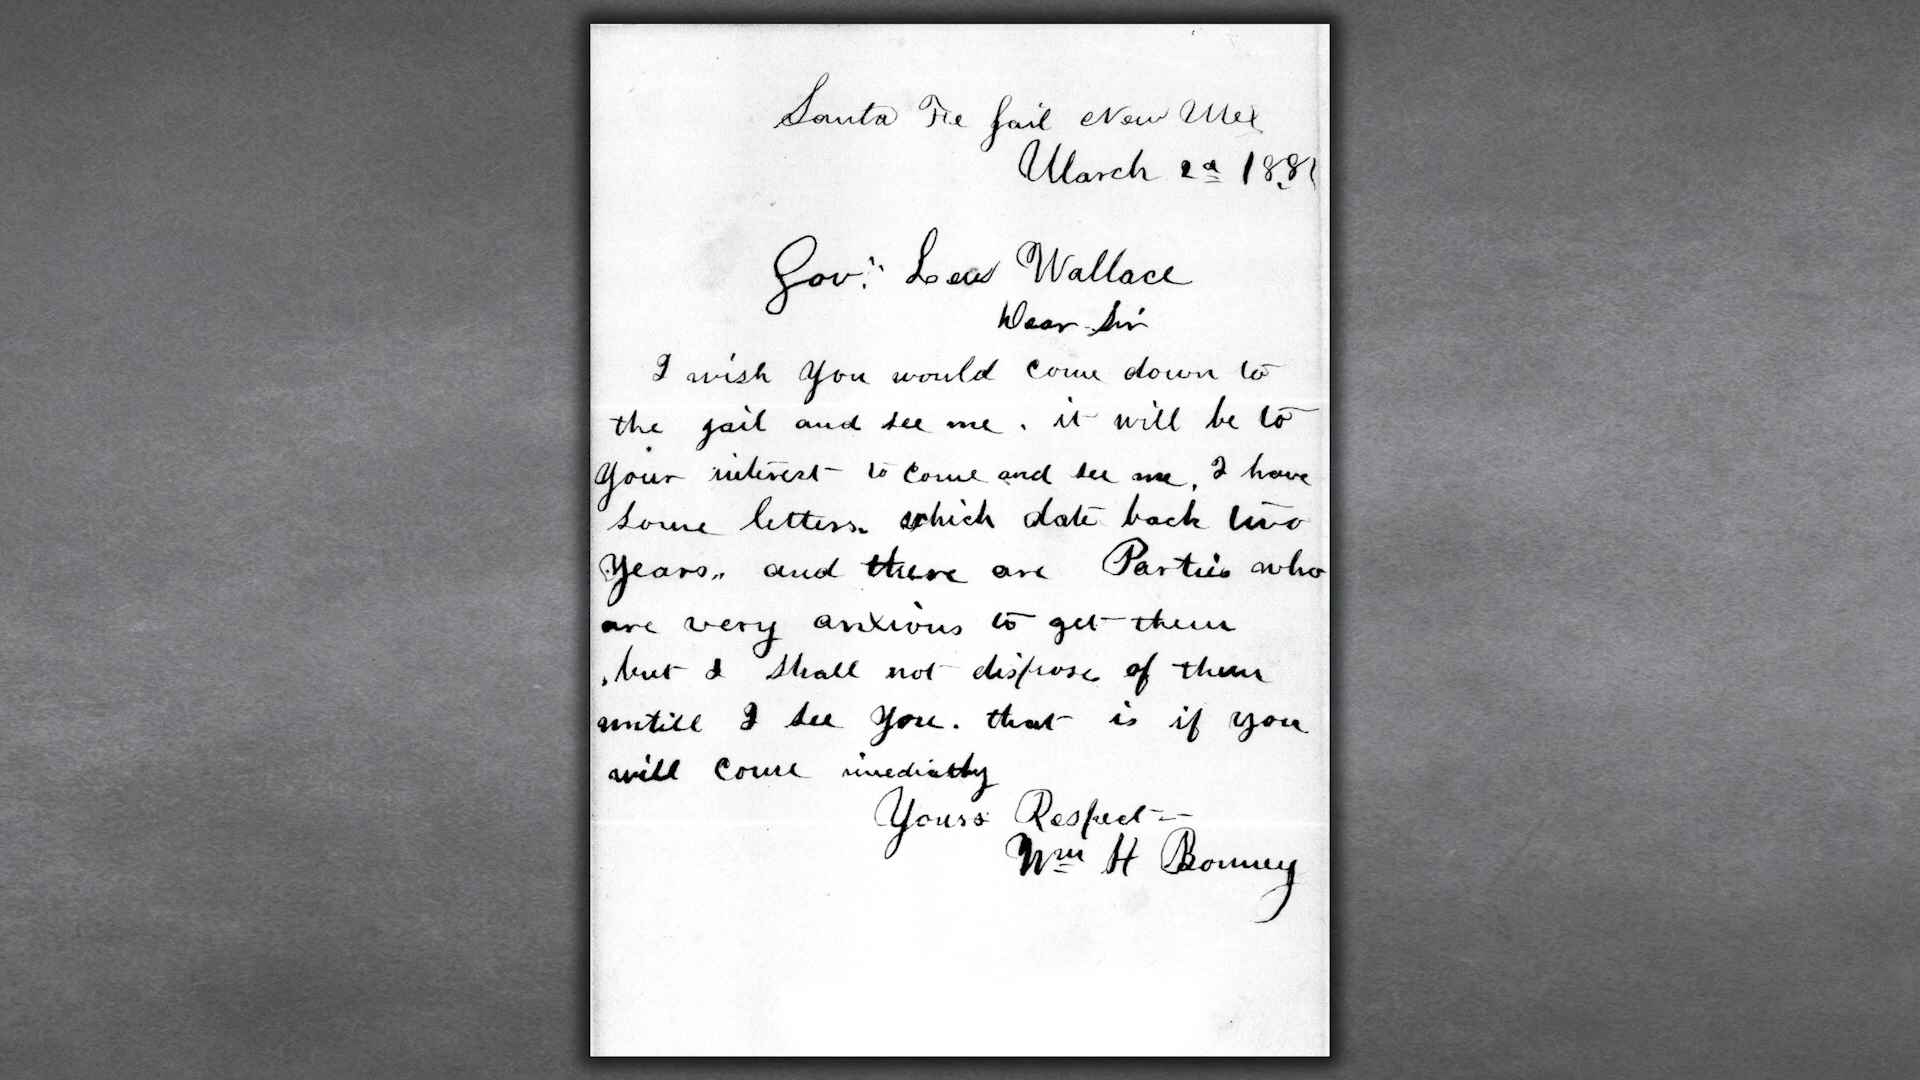 Santa Fe Jail New Mex
March 2d 1881
Gov.: Lew Wallace
Dear Sir
I wish You would come down to
the jail and see me. it will be to
Your interest to come and see me. I have
some letters. which date back two
Years., and there are Parties who
are very anxious to get them
, but I shall not dispose of them
untill I see You. that is if you
will come imediatly
Yours Respect—
Wm H Bonney